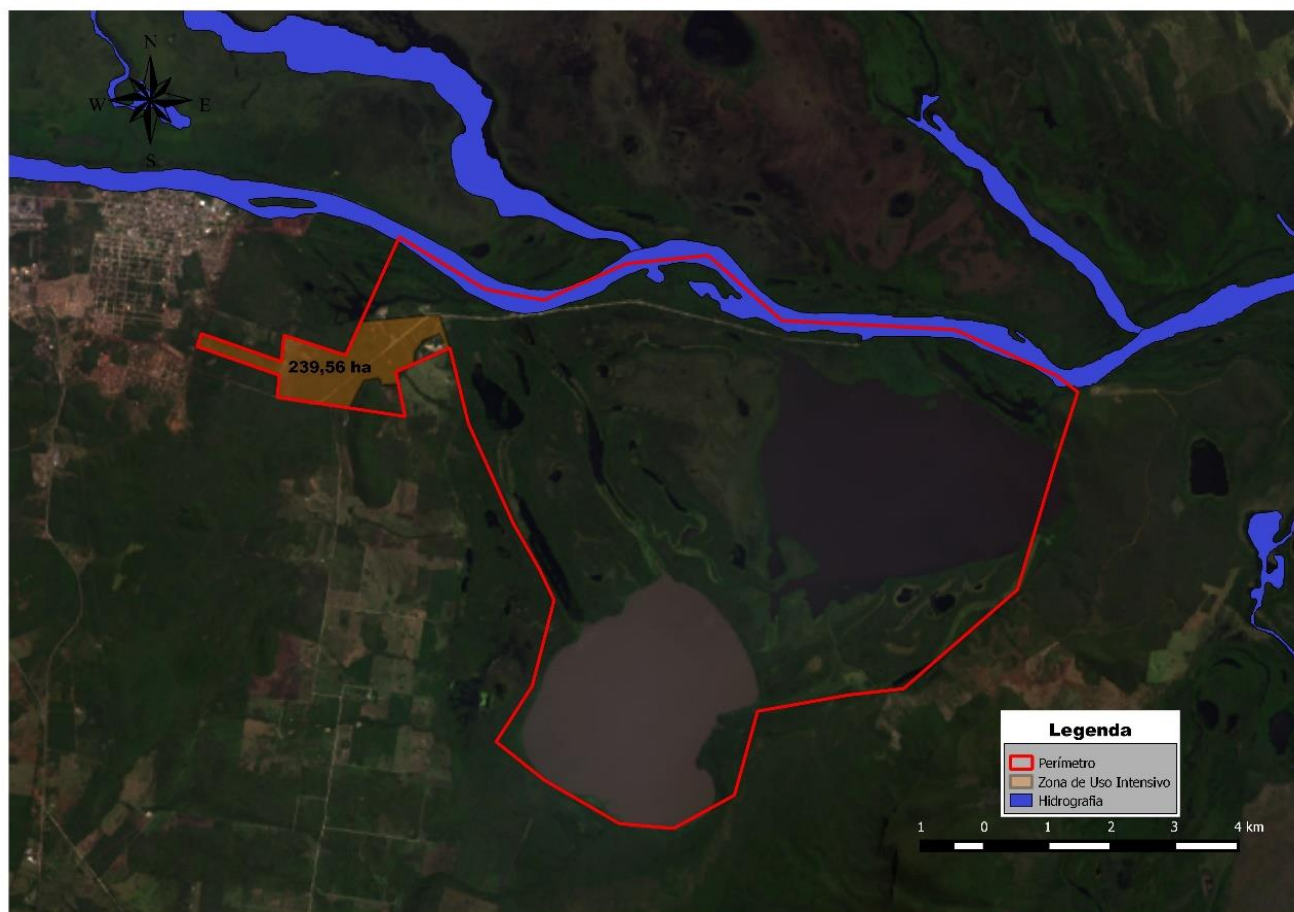 N
W E
S
239,56 ha
Legenda
Perímetro
Zona de Uso Intensivo
Hidrografia
1 0 1 2 3 4 km